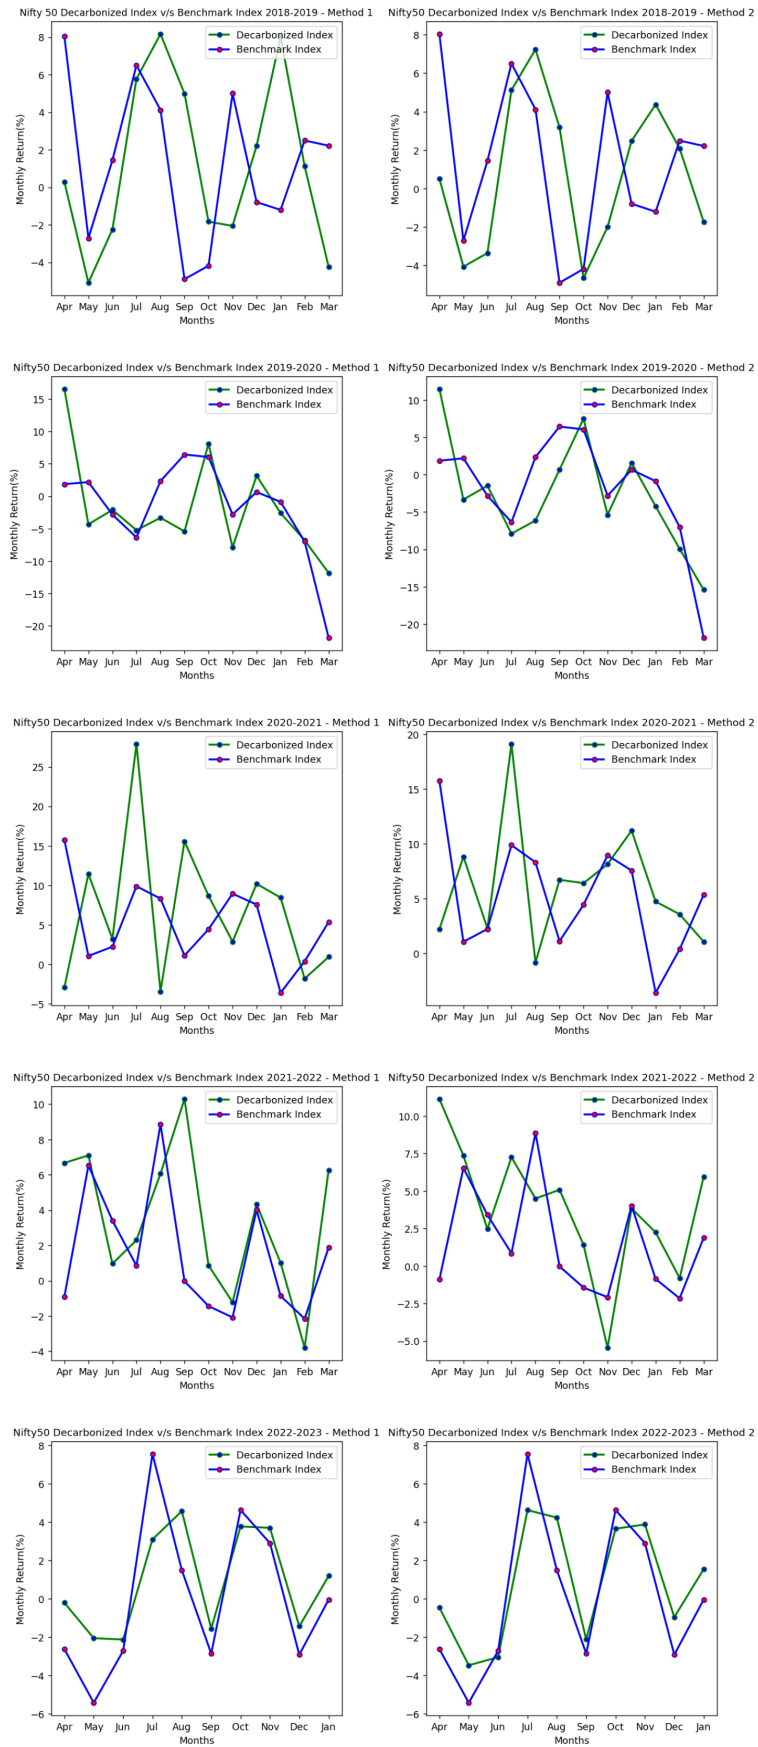 Nifty 50 Decarbonized Index v/s Benchmark Index 2018-2019 - Method 1
Decarbonized Index
Benchmark Index
8
6
4
2
0
−2
−4
Monthly Return(%)
Apr May Jun Jul Aug Sep Oct Nov Dec Jan Feb Mar
Months
Nifty 50 Decarbonized Index v/s Benchmark Index 2018-2019 - Method 2
Decarbonized Index
Benchmark Index
8
6
4
2
0
−2
−4
Monthly Return(%)
Apr May Jun Jul Aug Sep Oct Nov Dec Jan Feb Mar
Months
Nifty50 Decarbonized Index v/s Benchmark Index 2019-2020 - Method 1
Decarbonized Index
Benchmark Index
15
10
5
0
−5
−10
−15
−20
Monthly Return(%)
Apr May Jun Jul Aug Sep Oct Nov Dec Jan Feb Mar
Months
Nifty50 Decarbonized Index v/s Benchmark Index 2019-2020 - Method 2
Decarbonized Index
Benchmark Index
10
5
0
−5
−10
−15
−20
Monthly Return(%)
Apr May Jun Jul Aug Sep Oct Nov Dec Jan Feb Mar
Months
Nifty50 Decarbonized Index v/s Benchmark Index 2020-2021 - Method 1
Decarbonized Index
Benchmark Index
25
20
15
10
5
0
−5
Monthly Return(%)
Apr May Jun Jul Aug Sep Oct Nov Dec Jan Feb Mar
Months
Nifty50 Decarbonized Index v/s Benchmark Index 2020-2021 - Method 2
Decarbonized Index
Benchmark Index
20
15
10
5
0
Monthly Return(%)
Apr May Jun Jul Aug Sep Oct Nov Dec Jan Feb Mar
Months
Nifty50 Decarbonized Index v/s Benchmark Index 2021-2022 - Method 1
Decarbonized Index
Benchmark Index
10
8
6
4
2
0
−2
−4
Monthly Return(%)
Apr May Jun Jul Aug Sep Oct Nov Dec Jan Feb Mar
Months
Nifty50 Decarbonized Index v/s Benchmark Index 2021-2022 - Method 2
Decarbonized Index
Benchmark Index
10.0
7.5
5.0
2.5
0.0
−2.5
−5.0
Monthly Return(%)
Apr May Jun Jul Aug Sep Oct Nov Dec Jan Feb Mar
Months
Nifty50 Decarbonized Index v/s Benchmark Index 2022-2023 - Method 1
Decarbonized Index
Benchmark Index
8
6
4
2
0
−2
−4
−6
Monthly Return(%)
Apr May Jun Jul Aug Sep Oct Nov Dec Jan
Months
Nifty50 Decarbonized Index v/s Benchmark Index 2022-2023 - Method 2
Decarbonized Index
Benchmark Index
8
6
4
2
0
−2
−4
−6
Monthly Return(%)
Apr May Jun Jul Aug Sep Oct Nov Dec Jan
Months